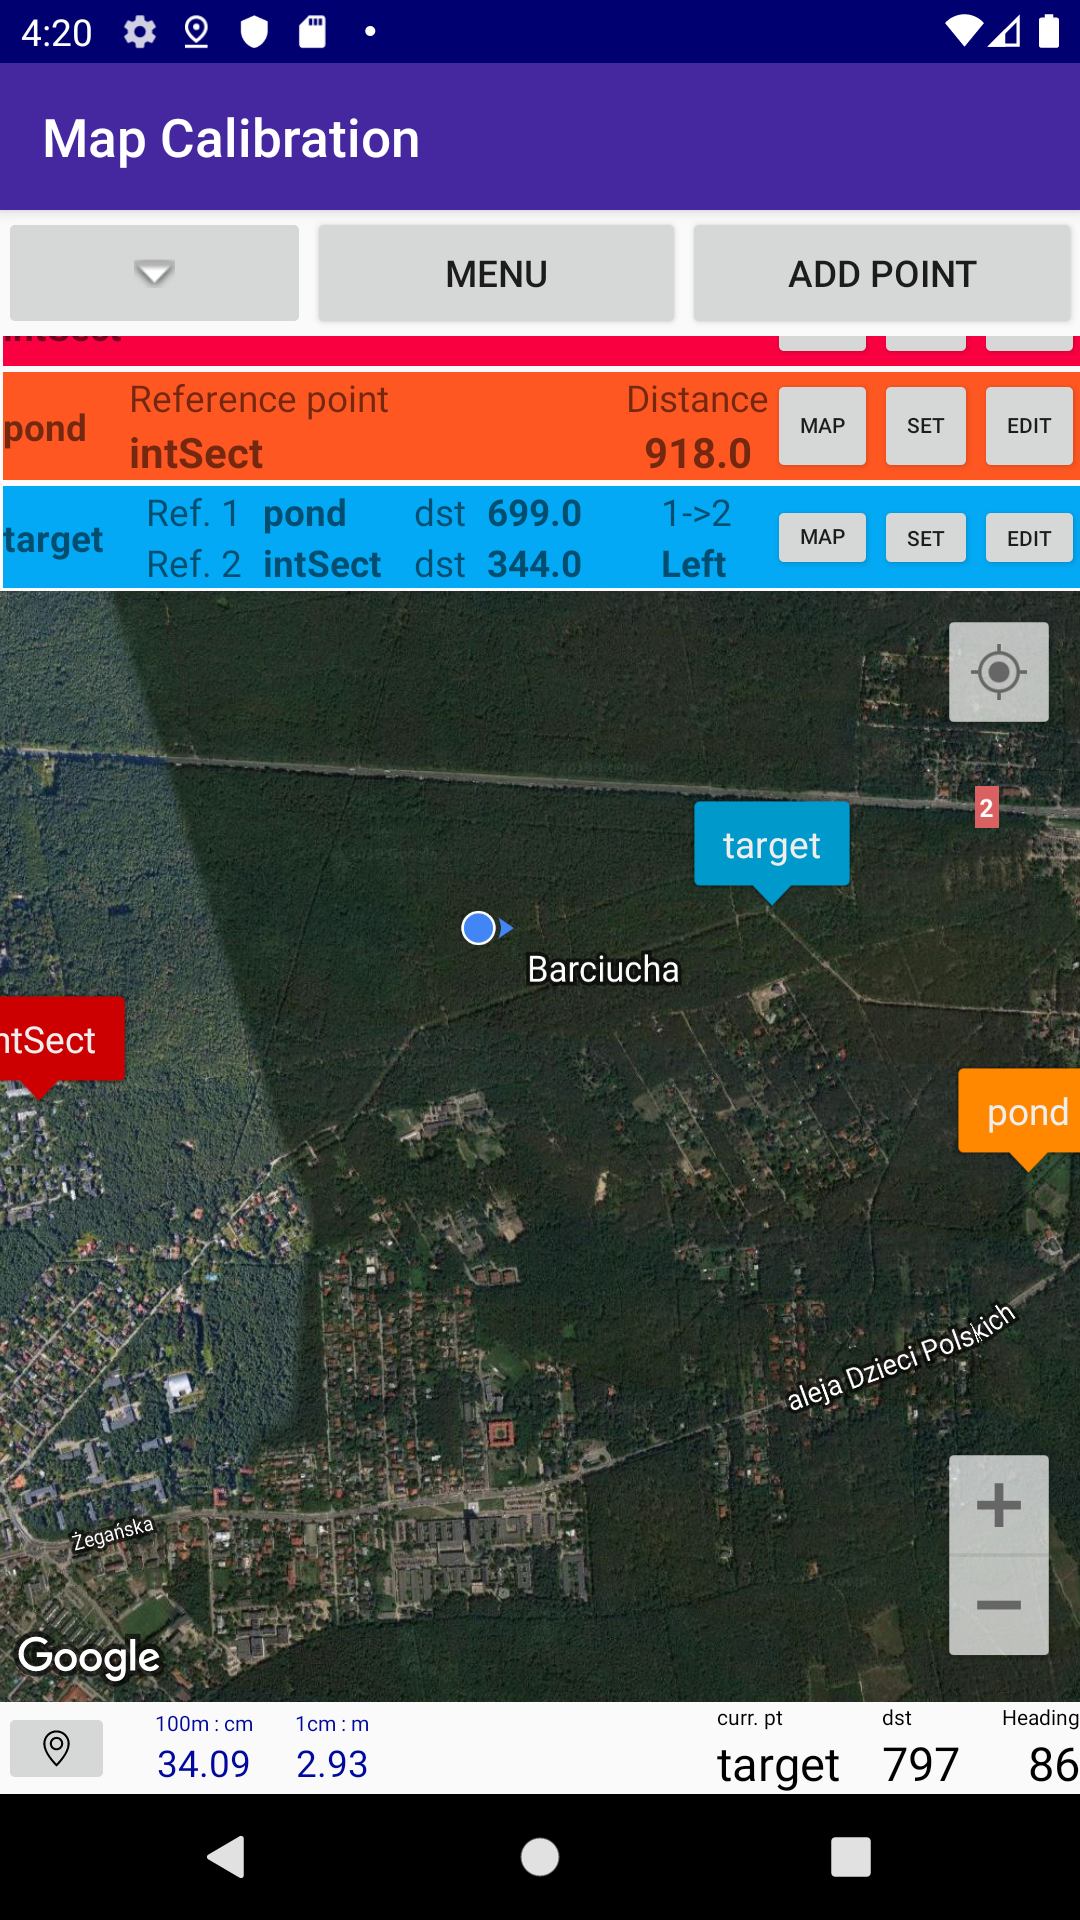 4:20
Map Calibration
MENU
ADD POINT
intSect
pond
Reference point
intSect
Distance
918.0
MAP
SET
EDIT
target
Ref. 1 pond dst 699.0 1->2
Ref. 2 intSect dst 344.0 Left
MAP
SET
EDIT
2
target
Barciucha
ntSect
pond
aleja Dzieci Polskich
Żegańska
Google
100m : cm
34.09
1cm : m
2.93
curr. pt
target
dst
797
Heading
86